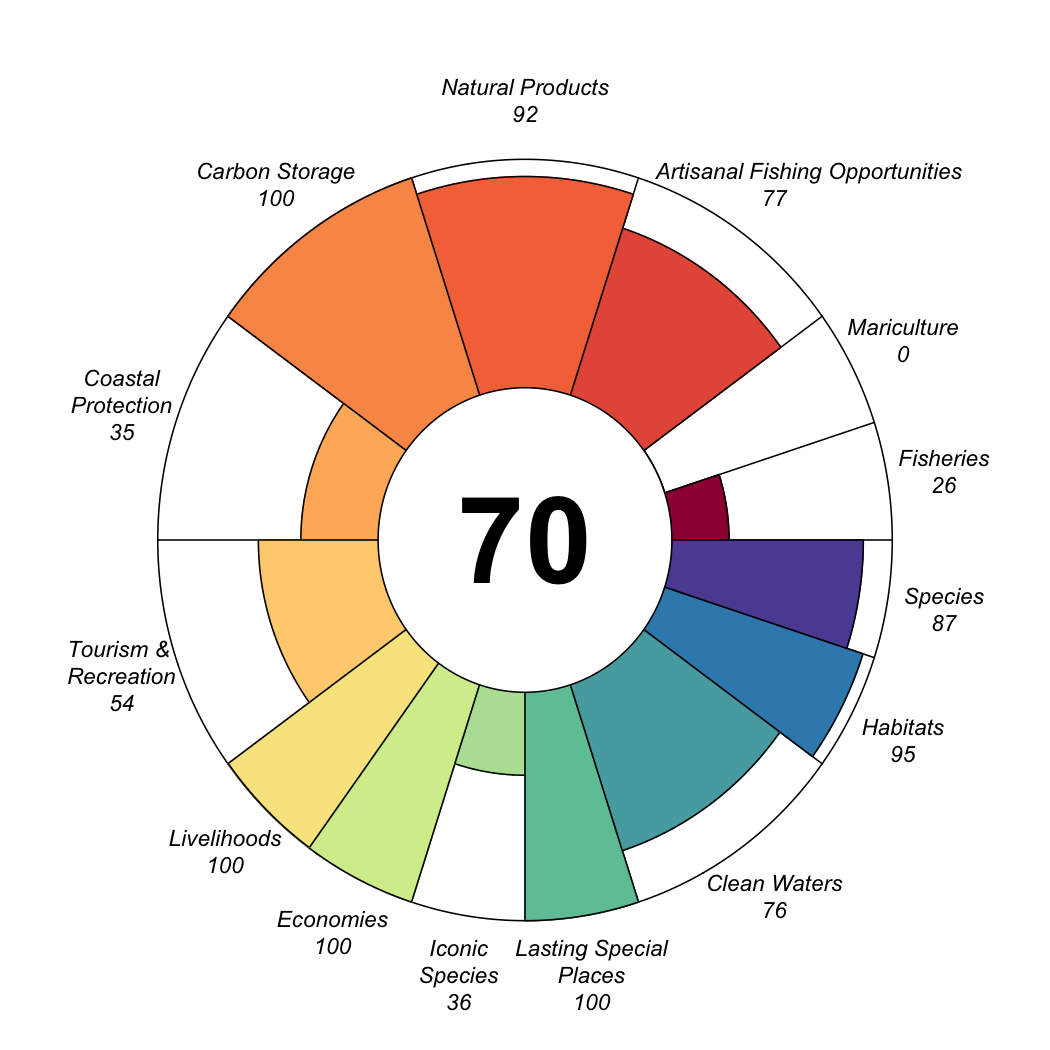 Natural Products
92
Carbon Storage
100
Artisanal Fishing Opportunities
77
Mariculture
0
Coastal
Protection
35
Fisheries
26
70
Species
87
Tourism &
Recreation
54
Habitats
95
Livelihoods
100
Clean Waters
76
Economies
100
Iconic
Species
36
Lasting Special
Places
100